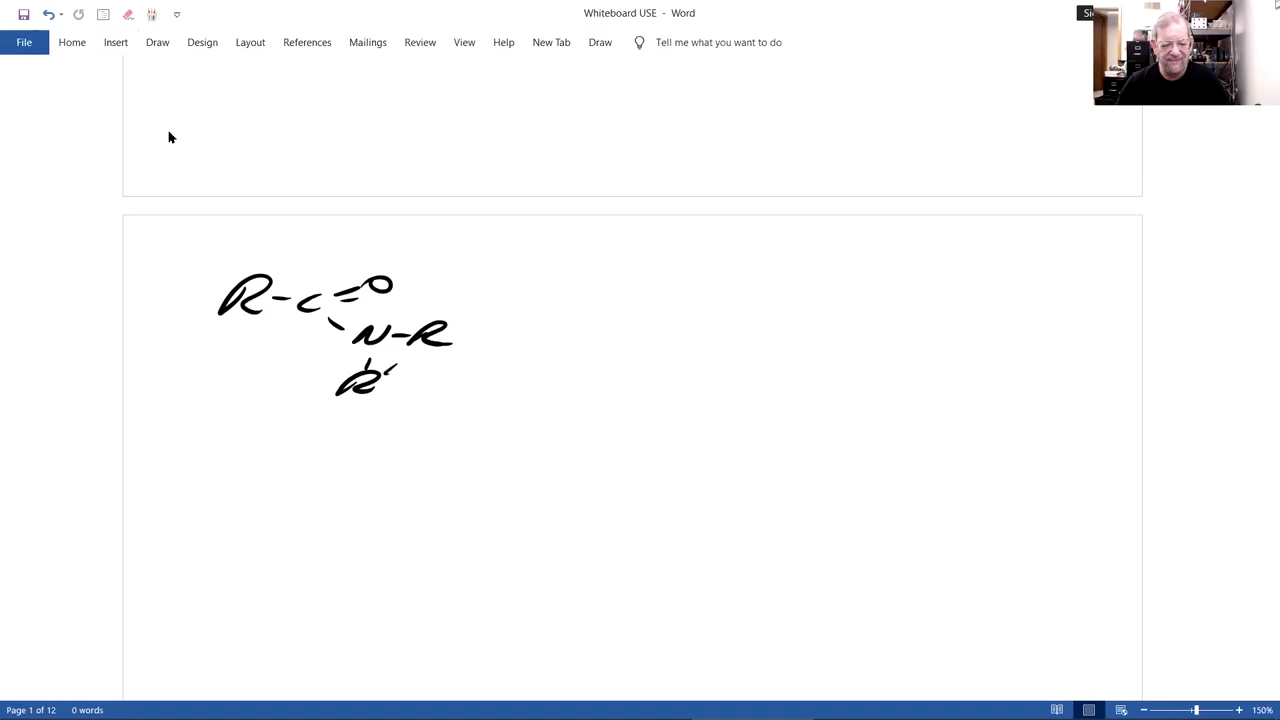 Whiteboard USE - Word
File Home Insert Draw Design Layout References Mailings Review View Help New Tab Draw Tell me what you want to do
R-C=O
N-R
R'
Page 1 of 12 0 words 150%